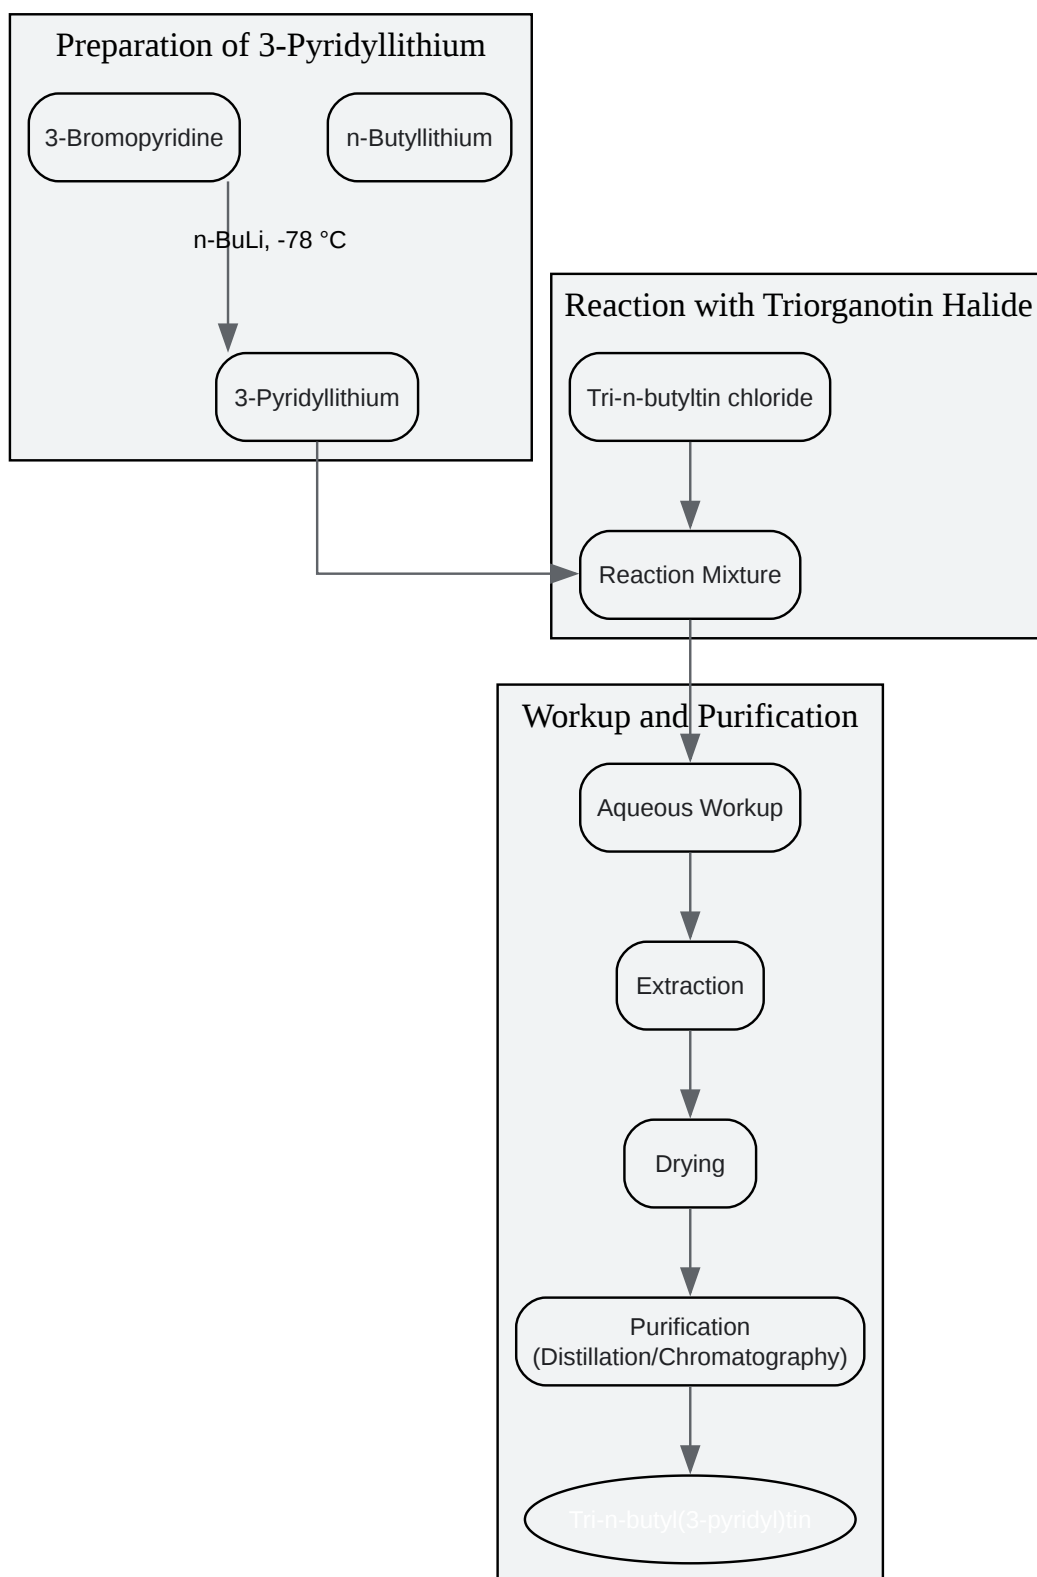 Preparation of 3-Pyridyllithium
3-Bromopyridine
n-Butyllithium
n-BuLi, -78 °C
3-Pyridyllithium
Reaction with Triorganotin Halide
Tri-n-butyltin chloride
Reaction Mixture
Workup and Purification
Aqueous Workup
Extraction
Drying
Purification
(Distillation/Chromatography)
Tri-n-butyl(3-pyridyl)tin